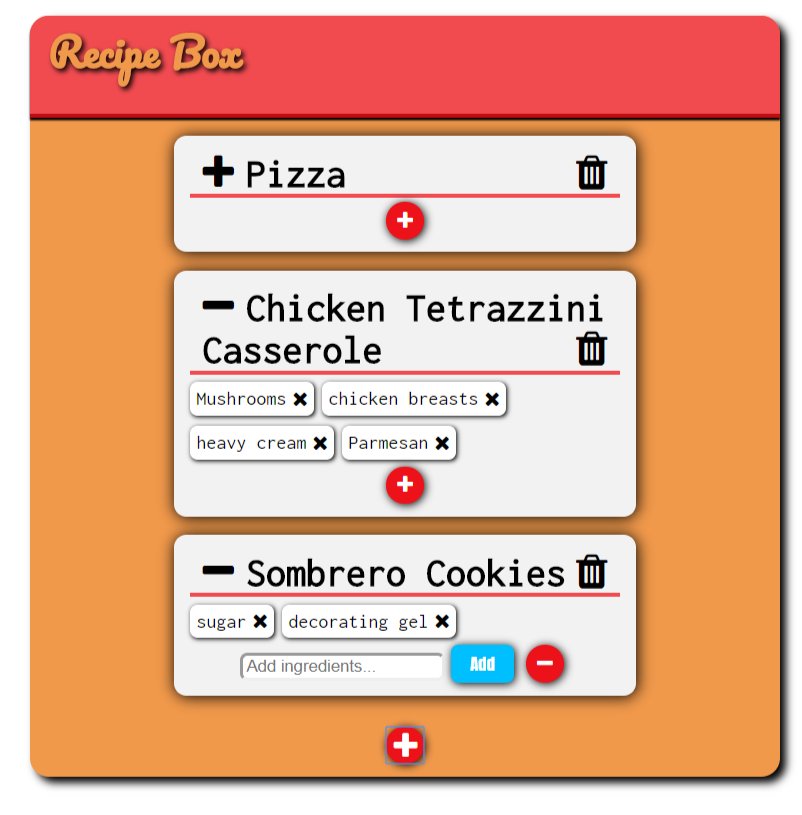 Recipe Box
Pizza
Chicken Tetrazzini
Casserole
Mushrooms chicken breasts
heavy cream Parmesan
Sombrero Cookies
sugar decorating gel
Add ingredients... Add